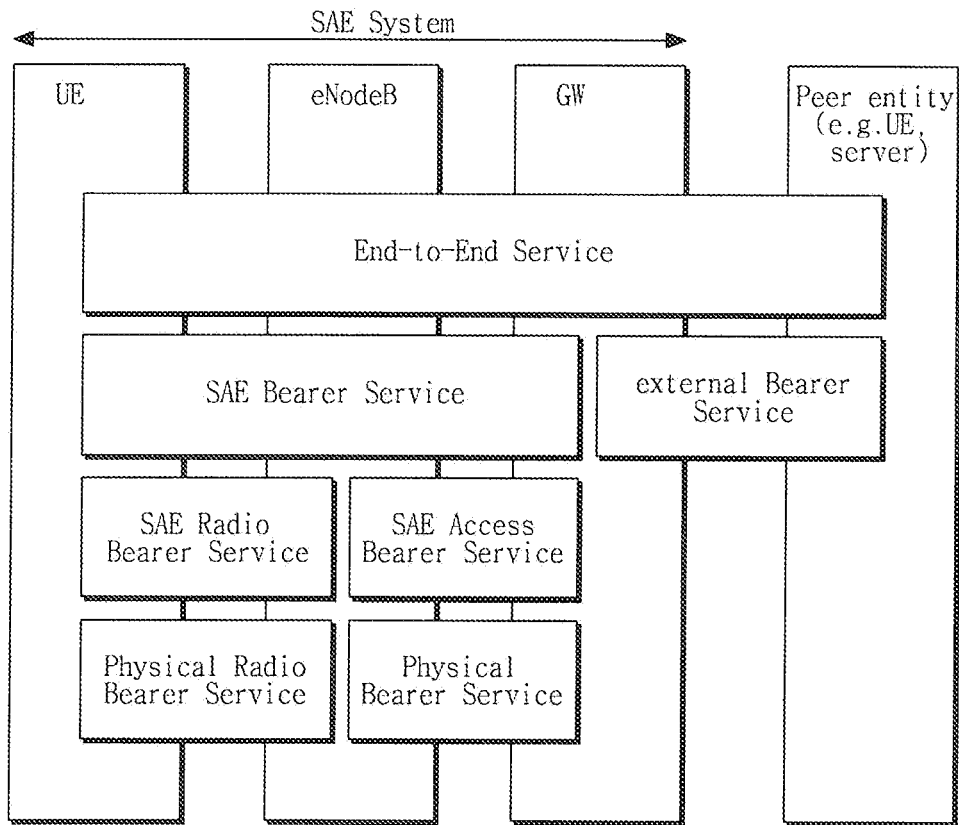 SAE System
UE
eNodeB
GW
Peer entity
(e.g.UE,
server)
End-to-End Service
SAE Bearer Service
external Bearer
Service
SAE Radio
Bearer Service
SAE Access
Bearer Service
Physical Radio
Bearer Service
Physical
Bearer Service